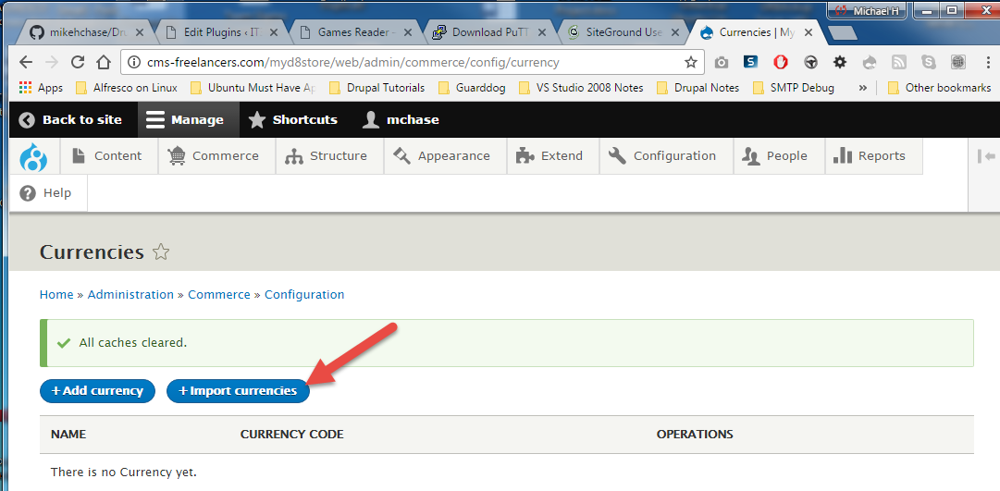 Michael H
mikehchase/Dru
Edit Plugins ‹ IT
Games Reader -
Download PuTT
SiteGround Use
Currencies | My
cms-freelancers.com/myd8store/web/admin/commerce/config/currency
Apps Alfresco on Linux Ubuntu Must Have Ap Drupal Tutorials Guarddog VS Studio 2008 Notes Drupal Notes SMTP Debug » Other bookmarks
Back to site Manage Shortcuts mchase
Content Commerce Structure Appearance Extend Configuration People Reports
Help
Currencies
Home » Administration » Commerce » Configuration
All caches cleared.
+ Add currency + Import currencies
NAME CURRENCY CODE OPERATIONS
There is no Currency yet.